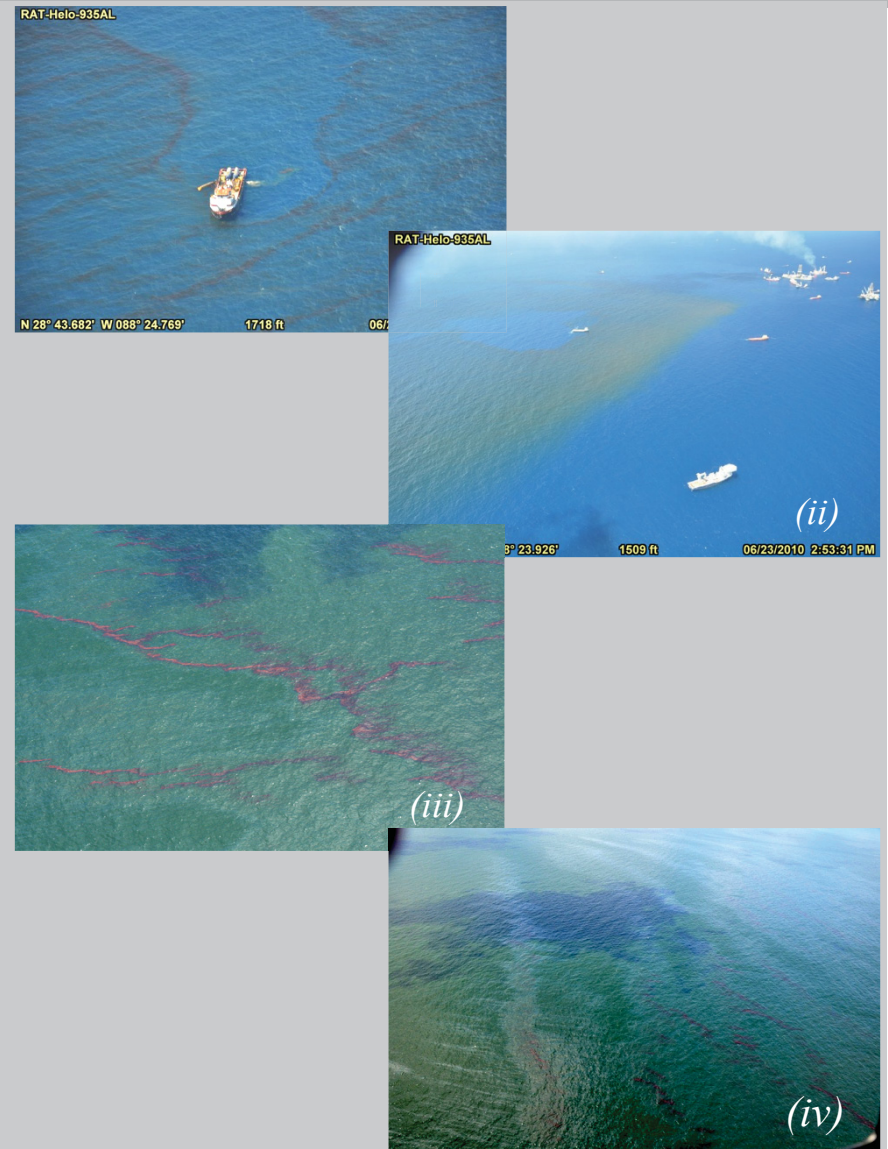 RAT-Helo-935AL
N 28° 43.682' W 088° 24.769' 1718 ft 06/
RAT-Helo-935AL
(ii)
8° 23.926' 1509 ft 06/23/2010 2:53:31 PM
(iii)
(iv)